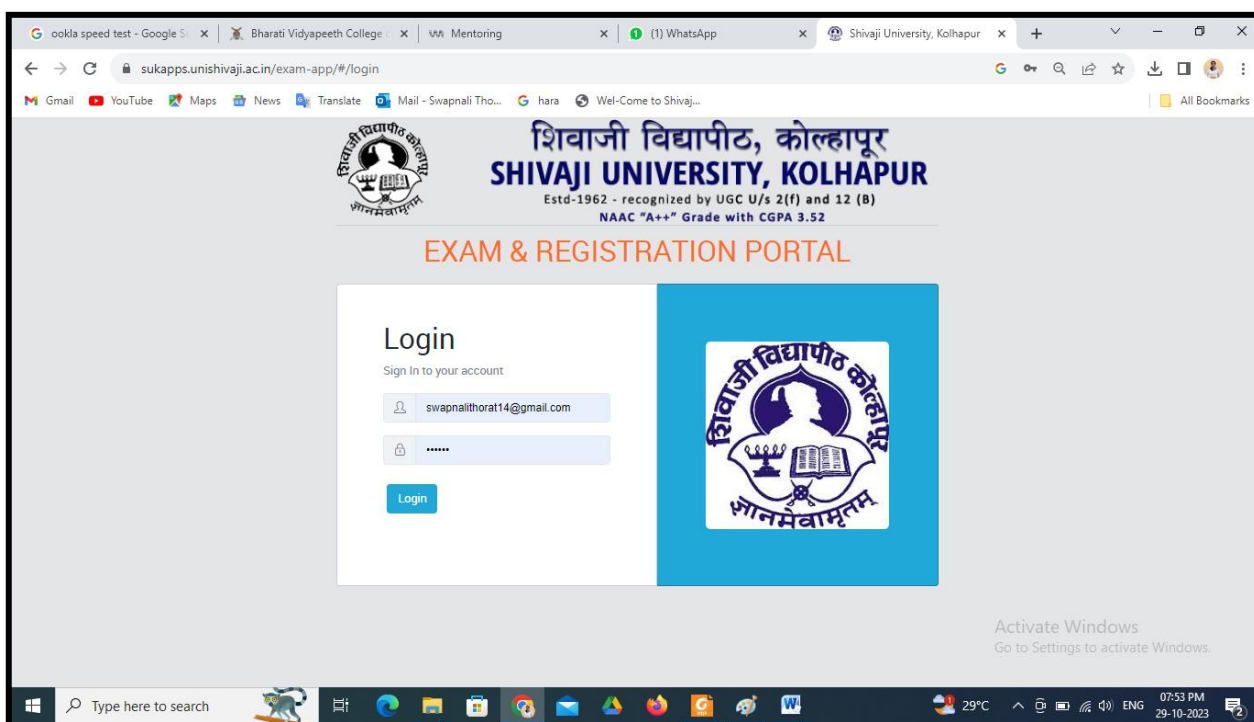 ookla speed test - Google S
Bharati Vidyapeeth College
Mentoring
(1) WhatsApp
Shivaji University, Kolhapur
sukapps.unishivaji.ac.in/exam-app/#/login
Gmail
YouTube
Maps
News
Translate
Mail - Swapnali Tho...
hara
Wel-Come to Shivaj...
All Bookmarks
शिवाजी विद्यापीठ, कोल्हापूर
SHIVAJI UNIVERSITY, KOLHAPUR
Estd-1962 - recognized by UGC U/s 2(f) and 12 (B)
NAAC "A++" Grade with CGPA 3.52
शिवाजी विद्यापीठ कोल्हापूर
ज्ञानमेवामृतम्
EXAM & REGISTRATION PORTAL
Login
Sign In to your account
swapnalithorat14@gmail.com
••••••
Login
शिवाजी विद्यापीठ कोल्हापूर
ज्ञानमेवामृतम्
Activate Windows
Go to Settings to activate Windows.
Type here to search
29°C
ENG
07:53 PM
29-10-2023
2